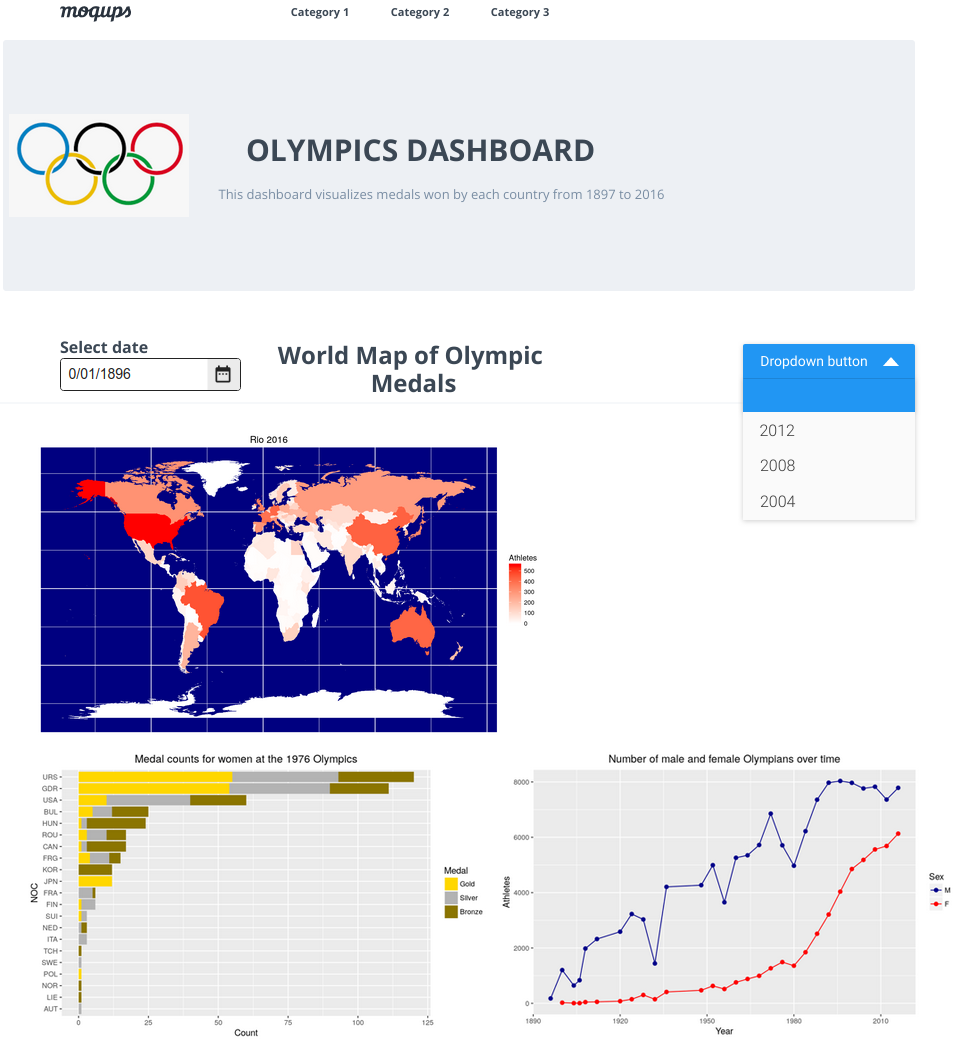 moqups
Category 1
Category 2
Category 3
OLYMPICS DASHBOARD
This dashboard visualizes medals won by each country from 1897 to 2016
Select date
0/01/1896
World Map of Olympic
Medals
Dropdown button
2012
2008
2004
Rio 2016
Athletes
500
400
300
200
100
0
Medal counts for women at the 1976 Olympics
NOC
URS
GDR
USA
BUL
HUN
ROU
CAN
FRG
KOR
JPN
FRA
FIN
SUI
NED
ITA
TCH
SWE
POL
NOR
LIE
AUT
0
25
50
75
100
125
Count
Medal
Gold
Silver
Bronze
Number of male and female Olympians over time
Athletes
8000
6000
4000
2000
0
1890
1920
1950
1980
2010
Year
Sex
M
F